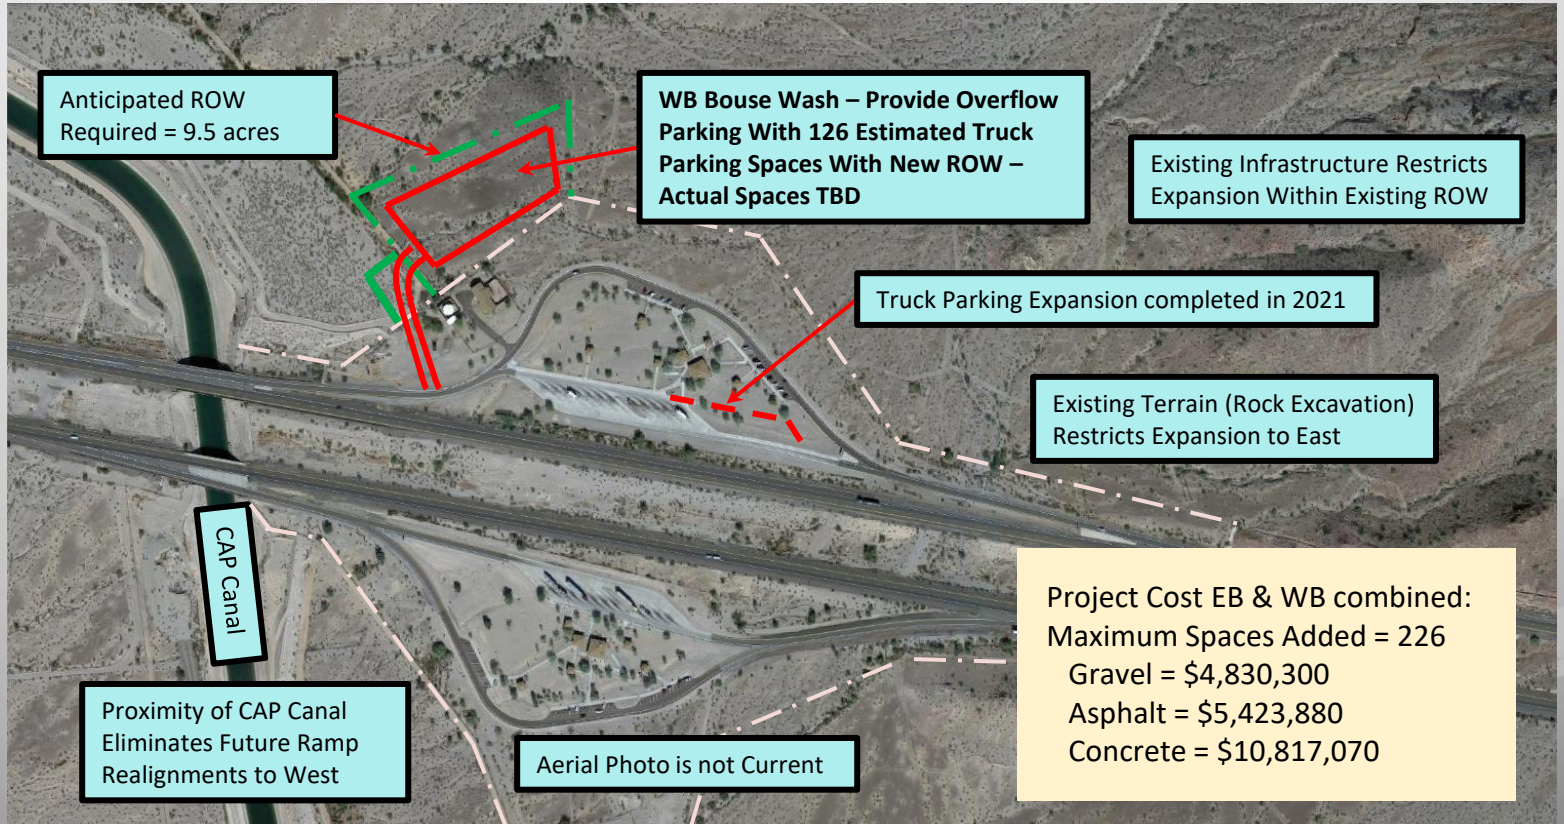 Anticipated ROW
Required = 9.5 acres
WB Bouse Wash – Provide Overflow
Parking With 126 Estimated Truck
Parking Spaces With New ROW –
Actual Spaces TBD
Existing Infrastructure Restricts
Expansion Within Existing ROW
Truck Parking Expansion completed in 2021
Existing Terrain (Rock Excavation)
Restricts Expansion to East
CAP Canal
Project Cost EB & WB combined:
Maximum Spaces Added = 226
Gravel = $4,830,300
Asphalt = $5,423,880
Concrete = $10,817,070
Proximity of CAP Canal
Eliminates Future Ramp
Realignments to West
Aerial Photo is not Current